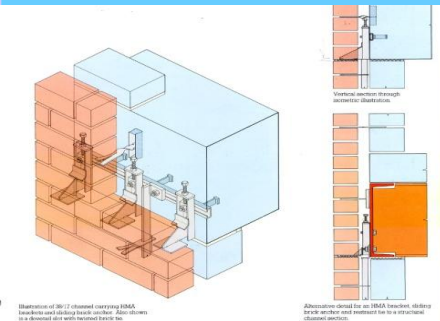 Illustration of 38/17 channel carrying HMA
brackets and sliding brick anchor. Also shown
is a dovetail slot with twisted brick tie.
Vertical section through
isometric illustration.
Alternative detail for an HMA bracket, sliding
brick anchor and restraint tie to a structural
channel section.